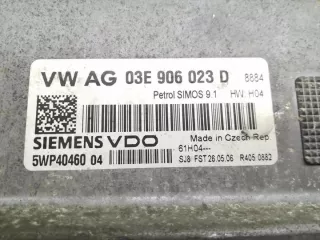 VW AG 03E 906 023 D 8884
Petrol SIMOS 9.1 HW H04
SIEMENS VDO Made in Czech Rep
5WP40460 04 61H04---
SJ8 FST 26.05.06 R405 0882